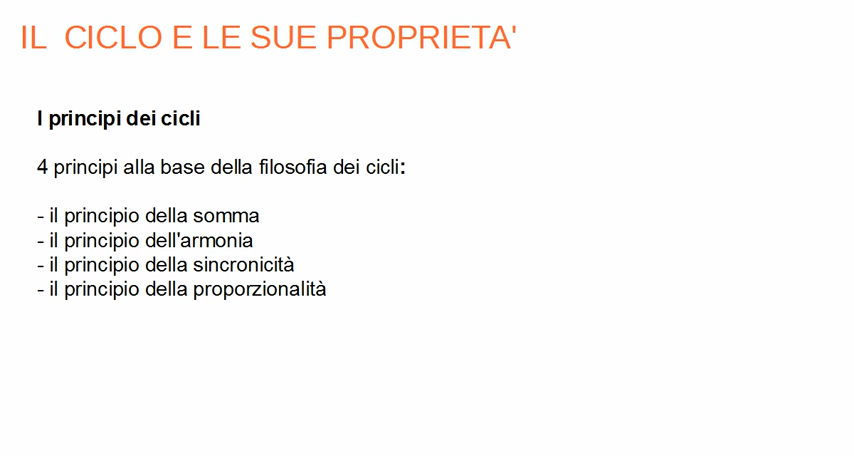 IL CICLO E LE SUE PROPRIETA'
I principi dei cicli
4 principi alla base della filosofia dei cicli:
- il principio della somma
- il principio dell'armonia
- il principio della sincronicità
- il principio della proporzionalità